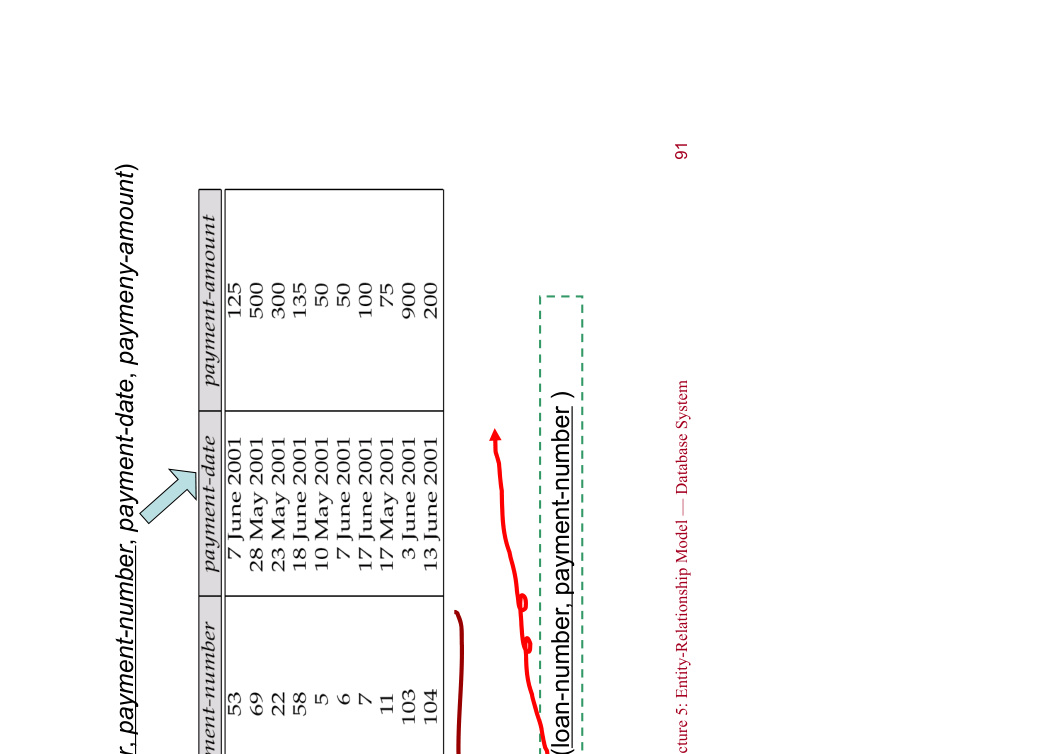 r, payment-number, payment-date, paymeny-amount)
ment-number payment-date payment-amount
53 7 June 2001 125
69 28 May 2001 500
22 23 May 2001 300
58 18 June 2001 135
5 10 May 2001 50
6 7 June 2001 50
7 17 June 2001 100
11 17 May 2001 75
103 3 June 2001 900
104 13 June 2001 200
(loan-number, payment-number )
cture 5: Entity-Relationship Model — Database System 91